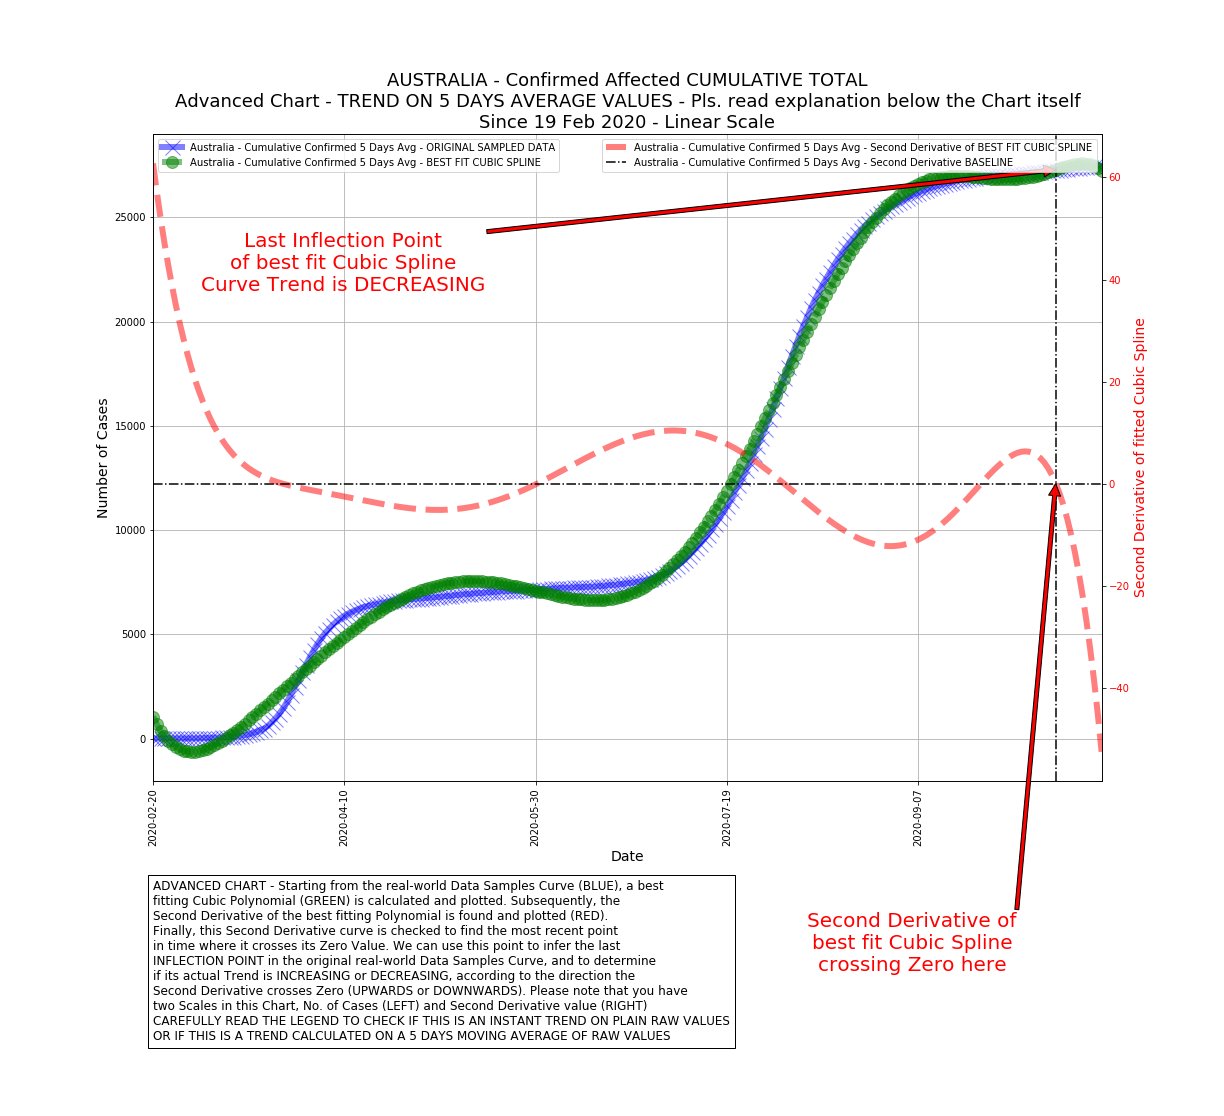 AUSTRALIA - Confirmed Affected CUMULATIVE TOTAL
Advanced Chart - TREND ON 5 DAYS AVERAGE VALUES - Pls. read explanation below the Chart itself
Since 19 Feb 2020 - Linear Scale
Australia - Cumulative Confirmed 5 Days Avg - ORIGINAL SAMPLED DATA
Australia - Cumulative Confirmed 5 Days Avg - BEST FIT CUBIC SPLINE
Australia - Cumulative Confirmed 5 Days Avg - Second Derivative of BEST FIT CUBIC SPLINE
Australia - Cumulative Confirmed 5 Days Avg - Second Derivative BASELINE
Last Inflection Point
of best fit Cubic Spline
Curve Trend is DECREASING
Number of Cases
25000
20000
15000
10000
5000
0
60
40
20
0
−20
−40
Second Derivative of fitted Cubic Spline
2020-02-20
2020-04-10
2020-05-30
2020-07-19
2020-09-07
Date
ADVANCED CHART - Starting from the real-world Data Samples Curve (BLUE), a best
fitting Cubic Polynomial (GREEN) is calculated and plotted. Subsequently, the
Second Derivative of the best fitting Polynomial is found and plotted (RED).
Finally, this Second Derivative curve is checked to find the most recent point
in time where it crosses its Zero Value. We can use this point to infer the last
INFLECTION POINT in the original real-world Data Samples Curve, and to determine
if its actual Trend is INCREASING or DECREASING, according to the direction the
Second Derivative crosses Zero (UPWARDS or DOWNWARDS). Please note that you have
two Scales in this Chart, No. of Cases (LEFT) and Second Derivative value (RIGHT)
CAREFULLY READ THE LEGEND TO CHECK IF THIS IS AN INSTANT TREND ON PLAIN RAW VALUES
OR IF THIS IS A TREND CALCULATED ON A 5 DAYS MOVING AVERAGE OF RAW VALUES
Second Derivative of
best fit Cubic Spline
crossing Zero here